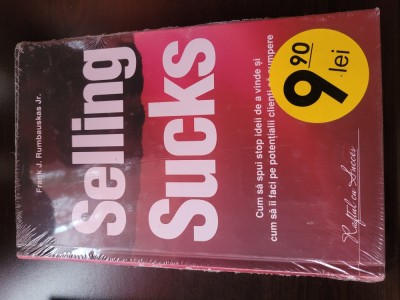 Frank J. Rumbauskas Jr.
Selling
Sucks
Cum să spui stop ideii de a vinde și
cum să îi faci pe potențialii clienți să cumpere
Raftul cu Succes
9 90
lei